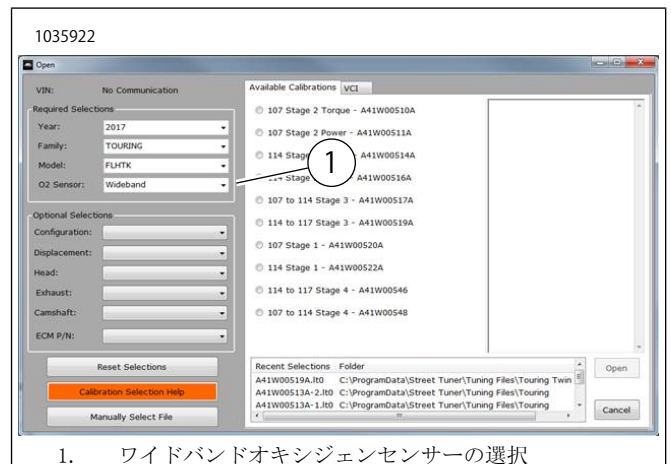 1035922
Open
VIN: No Communication
Required Selections
Year: 2017
Family: TOURING
Model: FLHTK
O2 Sensor: Wideband
Optional Selections
Configuration:
Displacement:
Head:
Exhaust:
Camshaft:
ECM P/N:
Reset Selections
Calibration Selection Help
Manually Select File
Available Calibrations VCI
107 Stage 2 Torque - A41W00510A
107 Stage 2 Power - A41W00511A
114 Stage - A41W00514A
114 Stage - A41W00516A
107 to 114 Stage 3 - A41W00517A
114 to 117 Stage 3 - A41W00519A
107 Stage 1 - A41W00520A
114 Stage 1 - A41W00522A
114 to 117 Stage 4 - A41W00546
107 to 114 Stage 4 - A41W00548
1
Recent Selections Folder
A41W00519A.lt0 C:\ProgramData\Street Tuner\Tuning Files\Touring Twin
A41W00513A-2.lt0 C:\ProgramData\Street Tuner\Tuning Files\Touring
A41W00513A-1.lt0 C:\ProgramData\Street Tuner\Tuning Files\Touring
Open
Cancel
1. ワイドバンドオキシジェンセンサーの選択